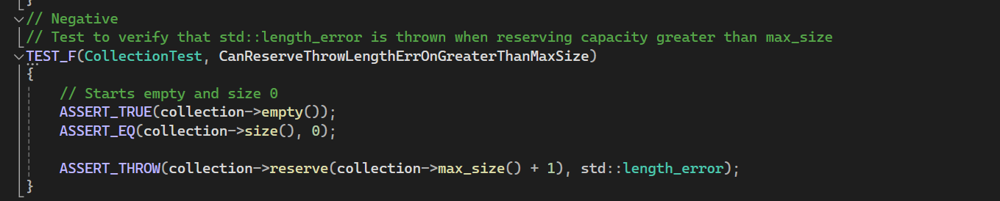 }
// Negative
// Test to verify that std::length_error is thrown when reserving capacity greater than max_size
TEST_F(CollectionTest, CanReserveThrowLengthErrOnGreaterThanMaxSize)
{
    // Starts empty and size 0
    ASSERT_TRUE(collection->empty());
    ASSERT_EQ(collection->size(), 0);

    ASSERT_THROW(collection->reserve(collection->max_size() + 1), std::length_error);
}